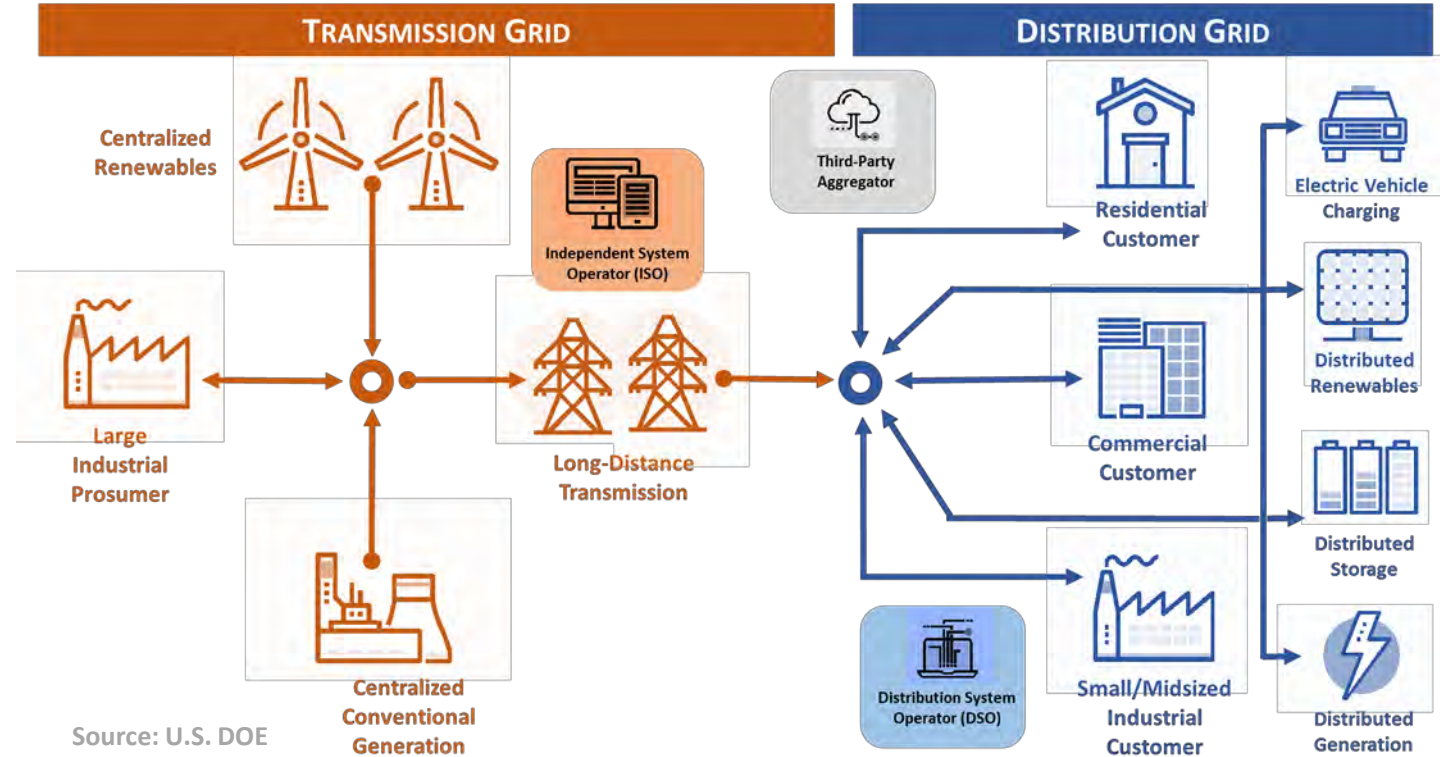 TRANSMISSION GRID
DISTRIBUTION GRID
Centralized
Renewables
Independent System
Operator (ISO)
Third-Party
Aggregator
Residential
Customer
Electric Vehicle
Charging
Large
Industrial
Prosumer
Long-Distance
Transmission
Commercial
Customer
Distributed
Renewables
Distributed
Storage
Centralized
Conventional
Generation
Distribution System
Operator (DSO)
Small/Midsized
Industrial
Customer
Distributed
Generation
Source: U.S. DOE